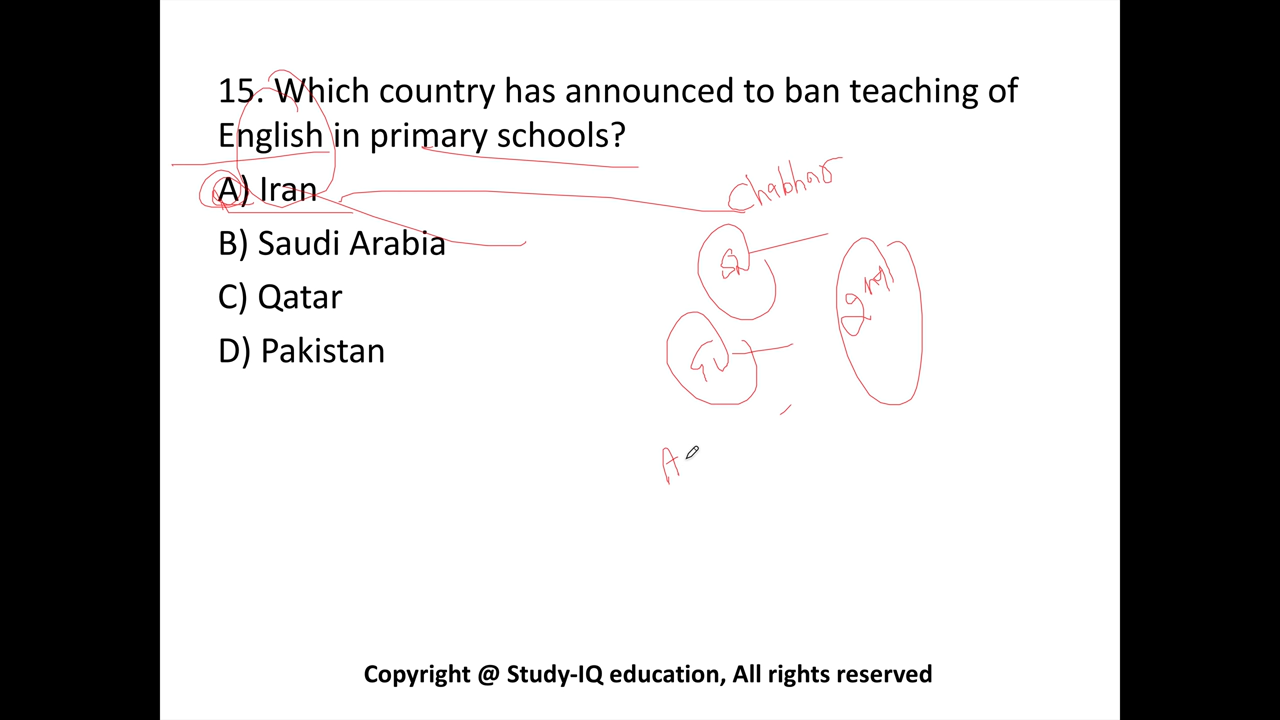 15. Which country has announced to ban teaching of
English in primary schools?
A) Iran
Chabhar
B) Saudi Arabia
C) Qatar
D) Pakistan
A
Copyright @ Study-IQ education, All rights reserved